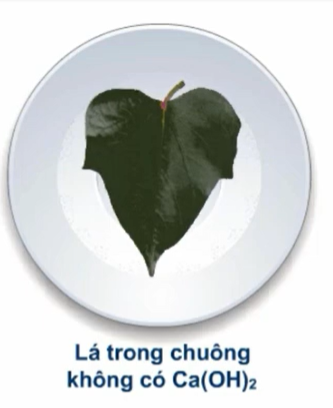 Lá trong chuông
không có Ca(OH)₂